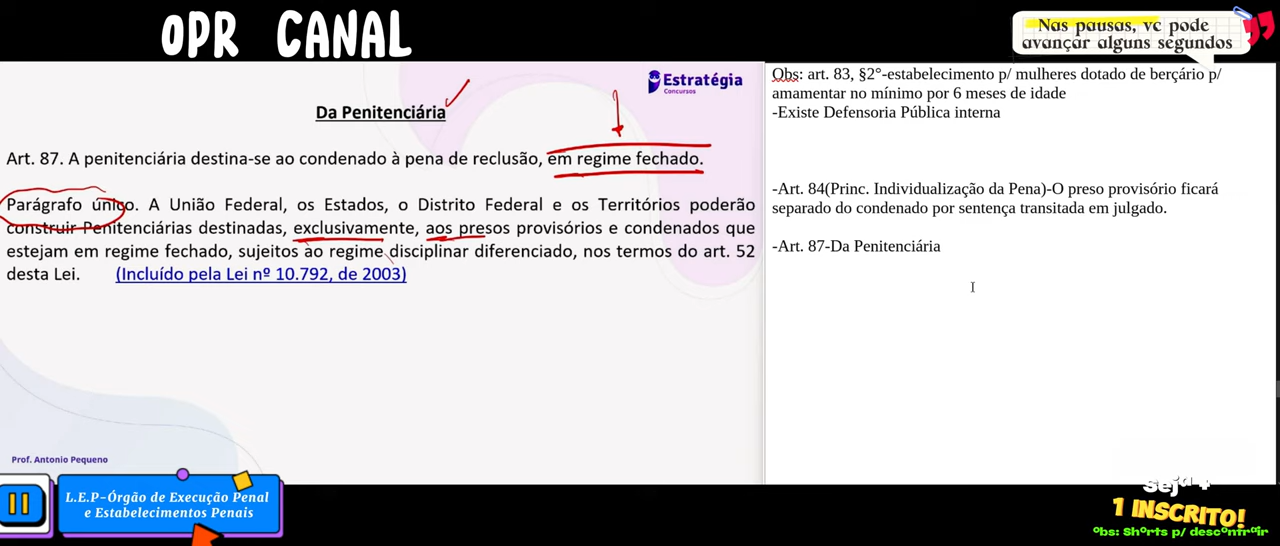 OPR CANAL
Nas pausas, vc pode
avançar alguns segundos
Estratégia
Concursos
Da Penitenciária
Art. 87. A penitenciária destina-se ao condenado à pena de reclusão, em regime fechado.
Parágrafo único. A União Federal, os Estados, o Distrito Federal e os Territórios poderão
construir Penitenciárias destinadas, exclusivamente, aos presos provisórios e condenados que
estejam em regime fechado, sujeitos ao regime disciplinar diferenciado, nos termos do art. 52
desta Lei. (Incluído pela Lei nº 10.792, de 2003)
Prof. Antonio Pequeno
Obs: art. 83, §2°-estabelecimento p/ mulheres dotado de berçário p/
amamentar no mínimo por 6 meses de idade
-Existe Defensoria Pública interna
-Art. 84(Princ. Individualização da Pena)-O preso provisório ficará
separado do condenado por sentença transitada em julgado.
-Art. 87-Da Penitenciária
L.E.P-Órgão de Execução Penal
e Estabelecimentos Penais
Seja +
1 INSCRITO!
Obs: Shorts p/ descontrair